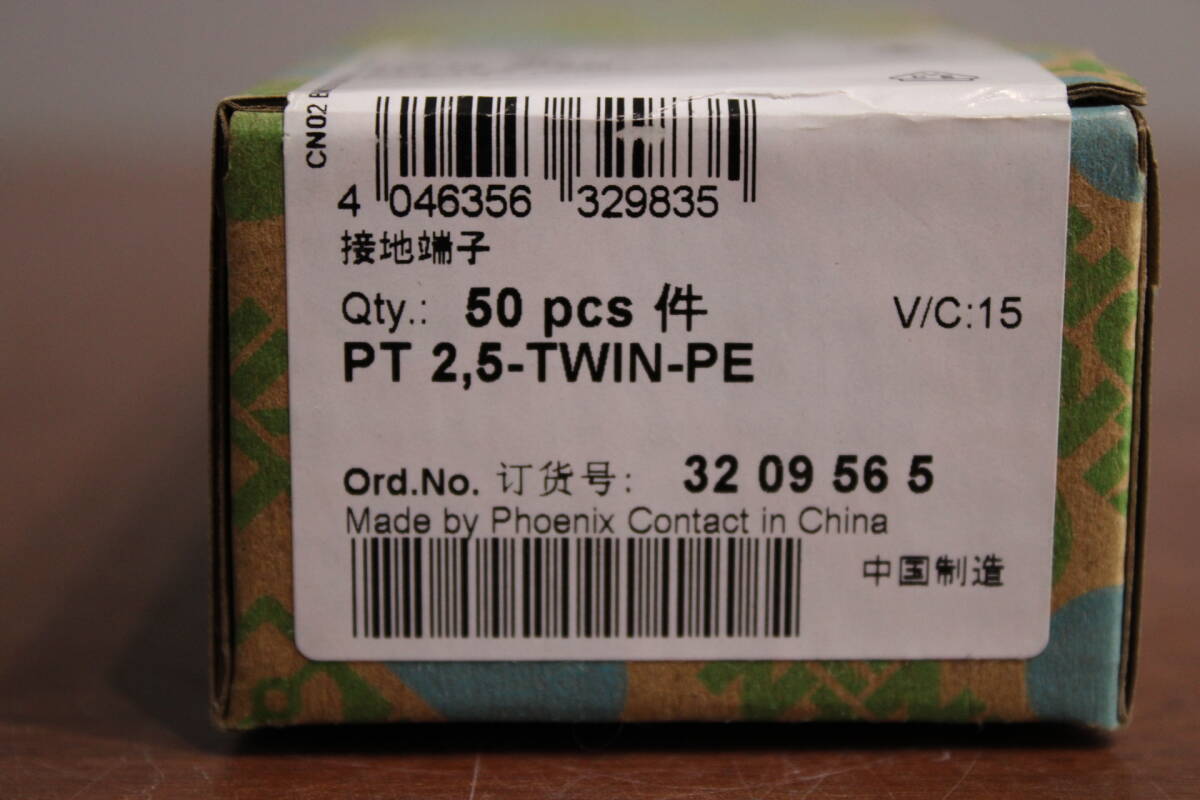 CN02
4 046356 329835
接地端子
Qty.: 50 pcs 件 V/C:15
PT 2,5-TWIN-PE
Ord.No. 订货号: 32 09 56 5
Made by Phoenix Contact in China
中国制造